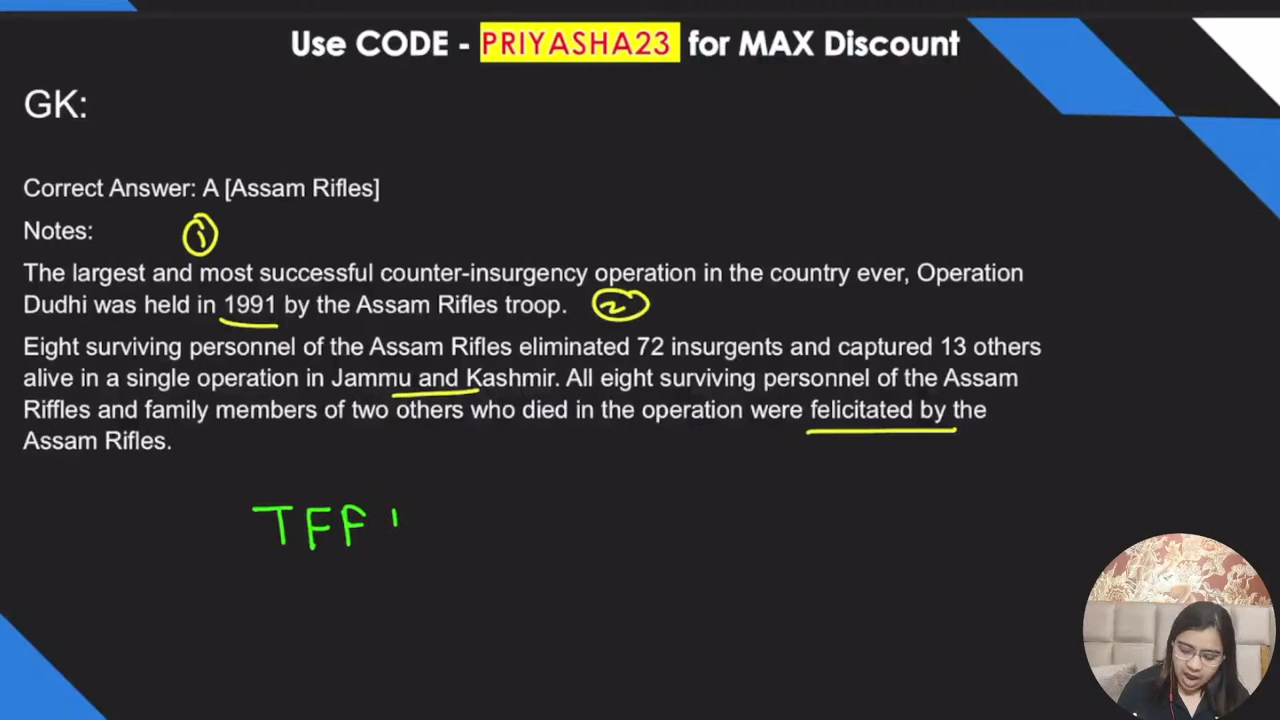 Use CODE - PRIYASHA23 for MAX Discount
GK:
Correct Answer: A [Assam Rifles]
Notes:
1
The largest and most successful counter-insurgency operation in the country ever, Operation
Dudhi was held in 1991 by the Assam Rifles troop. 2
Eight surviving personnel of the Assam Rifles eliminated 72 insurgents and captured 13 others
alive in a single operation in Jammu and Kashmir. All eight surviving personnel of the Assam
Riffles and family members of two others who died in the operation were felicitated by the
Assam Rifles.
TFF